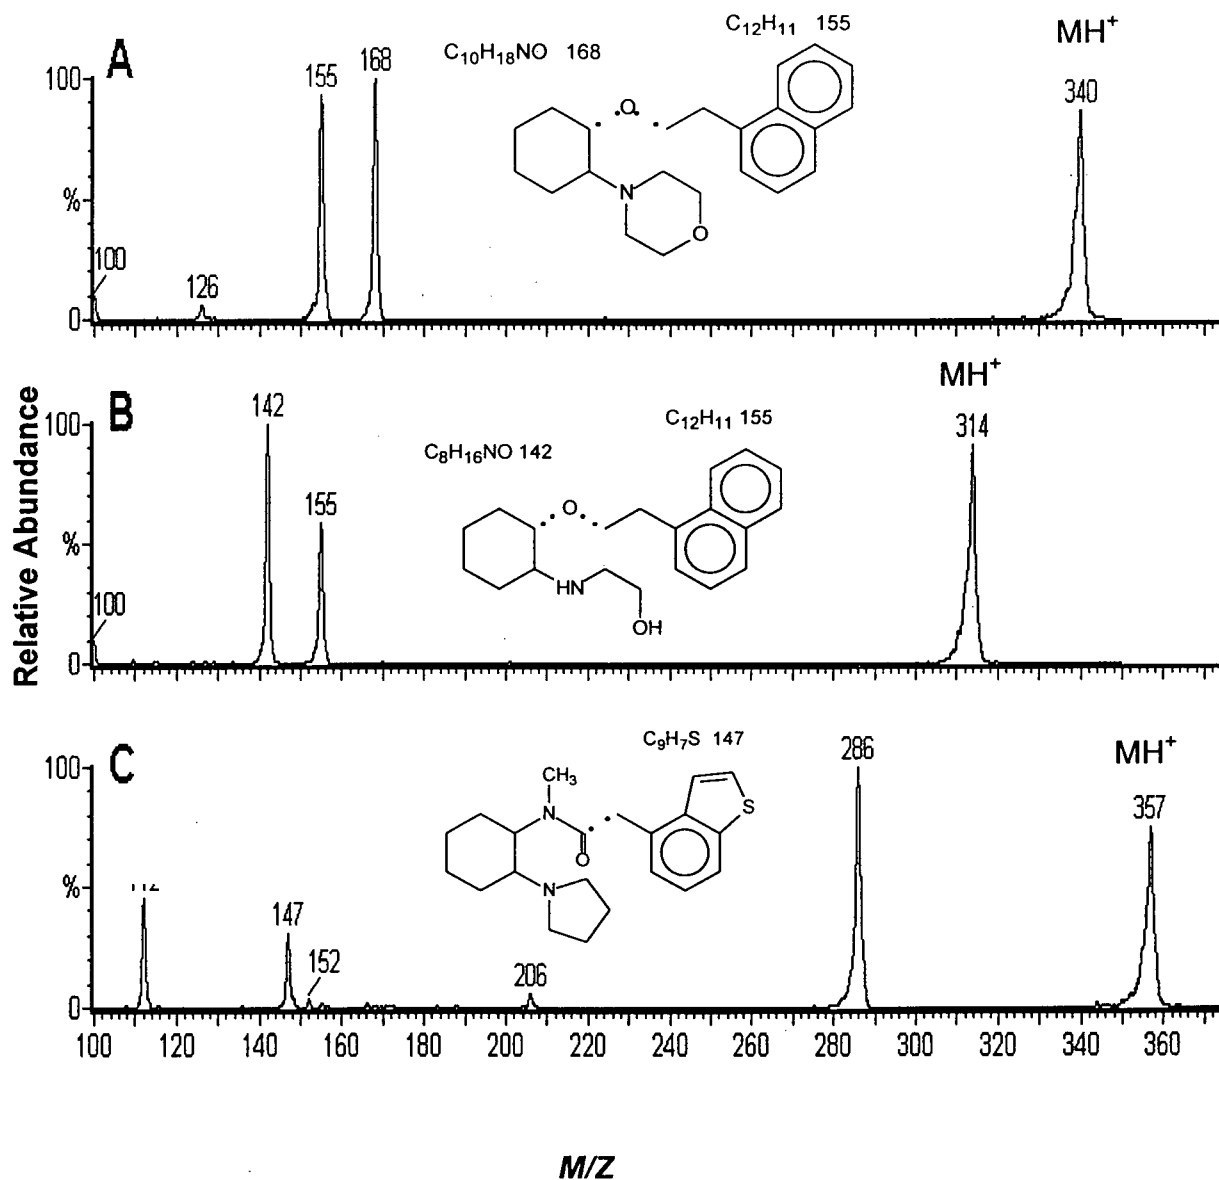 A
C₁₀H₁₈NO 168
C₁₂H₁₁ 155
MH⁺
100
%
0
100
126
155
168
340
O
N
O
Relative Abundance
B
C₈H₁₆NO 142
C₁₂H₁₁ 155
MH⁺
100
%
0
100
142
155
314
O
HN
OH
C
C₉H₇S 147
MH⁺
100
%
0
147
152
206
286
357
CH₃
N
O
N
S
100 120 140 160 180 200 220 240 260 280 300 320 340 360
M/Z